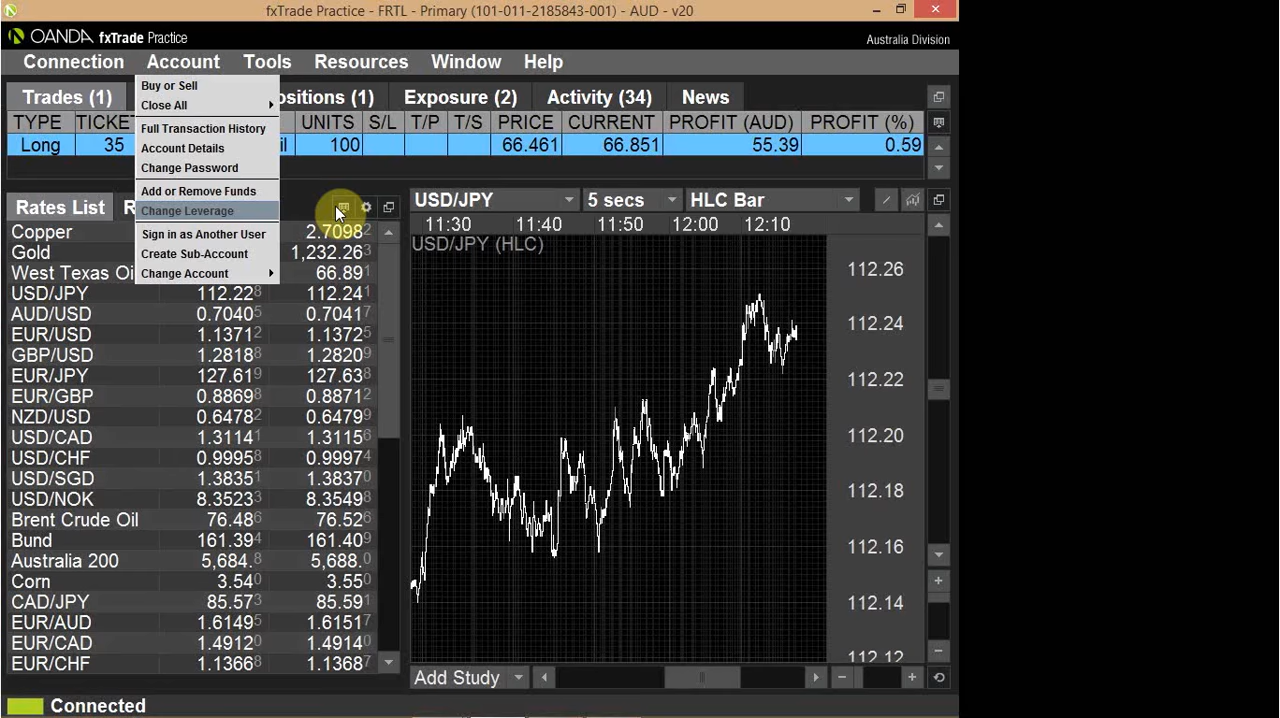 fxTrade Practice - FRTL - Primary (101-011-2185843-001) - AUD - v20
OANDA fxTrade Practice
Australia Division
Connection Account Tools Resources Window Help
Trades (1) ositions (1) Exposure (2) Activity (34) News
TYPE TICKE UNITS S/L T/P T/S PRICE CURRENT PROFIT (AUD) PROFIT (%)
Long 35 il 100 66.461 66.851 55.39 0.59
Buy or Sell
Close All
Full Transaction History
Account Details
Change Password
Add or Remove Funds
Change Leverage
Sign in as Another User
Create Sub-Account
Change Account
Rates List R
Copper 2.70982
Gold 1,232.263
West Texas Oi 66.891
USD/JPY 112.228 112.241
AUD/USD 0.70405 0.70417
EUR/USD 1.13712 1.13725
GBP/USD 1.28188 1.28209
EUR/JPY 127.619 127.638
EUR/GBP 0.88698 0.88712
NZD/USD 0.64782 0.64799
USD/CAD 1.31141 1.31156
USD/CHF 0.99958 0.99974
USD/SGD 1.38351 1.38370
USD/NOK 8.35233 8.35498
Brent Crude Oil 76.486 76.526
Bund 161.394 161.409
Australia 200 5,684.8 5,688.0
Corn 3.540 3.550
CAD/JPY 85.573 85.591
EUR/AUD 1.61495 1.61517
EUR/CAD 1.49120 1.49140
EUR/CHF 1.13668 1.13687
USD/JPY 5 secs HLC Bar
11:30 11:40 11:50 12:00 12:10
USD/JPY (HLC)
112.26
112.24
112.22
112.20
112.18
112.16
112.14
112.12
Add Study
Connected